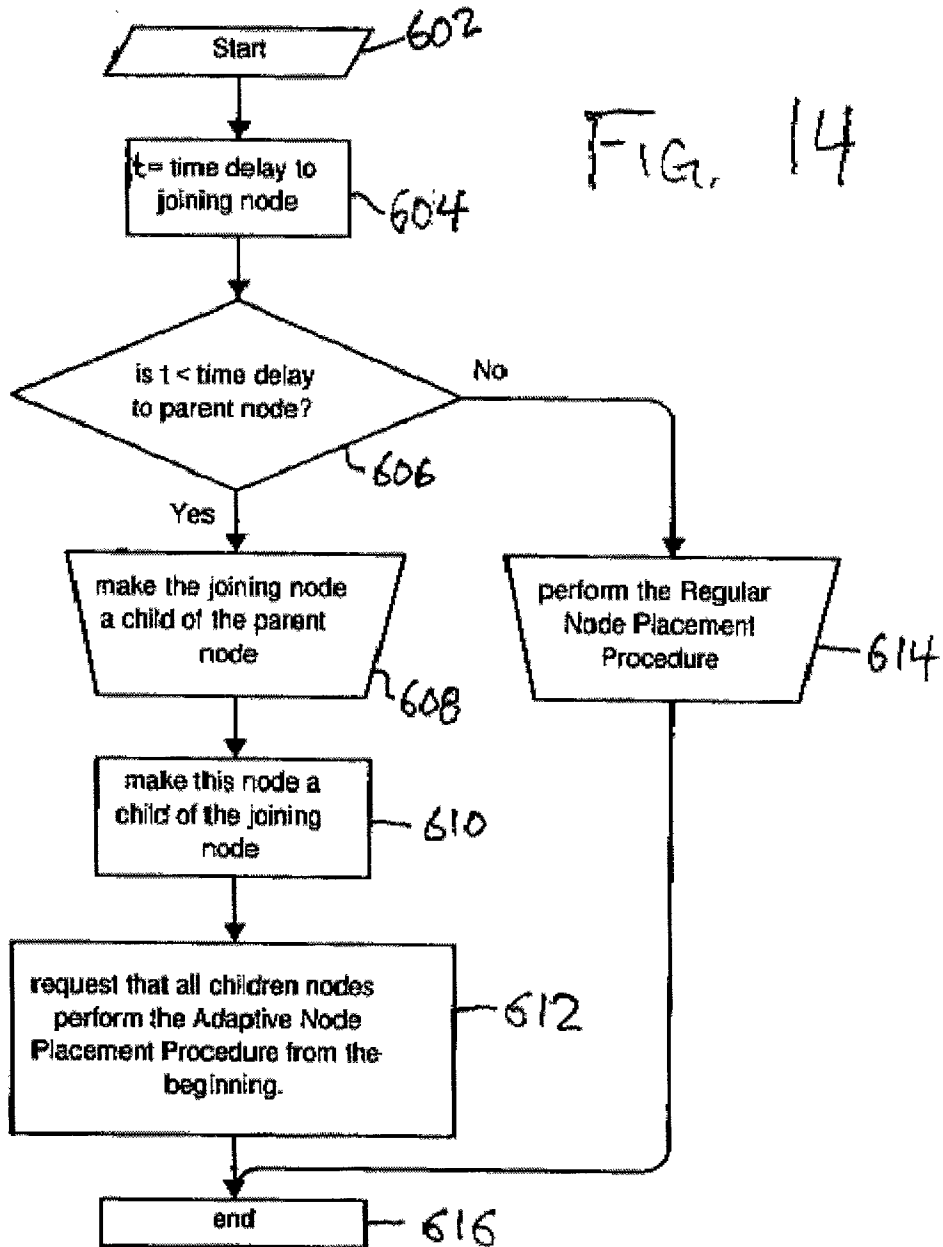 Start
602
FIG. 14
t = time delay to
joining node
604
is t < time delay
to parent node?
No
606
Yes
make the joining node
a child of the parent
node
608
perform the Regular
Node Placement
Procedure
614
make this node a
child of the joining
node
610
request that all children nodes
perform the Adaptive Node
Placement Procedure from the
beginning.
612
end
616